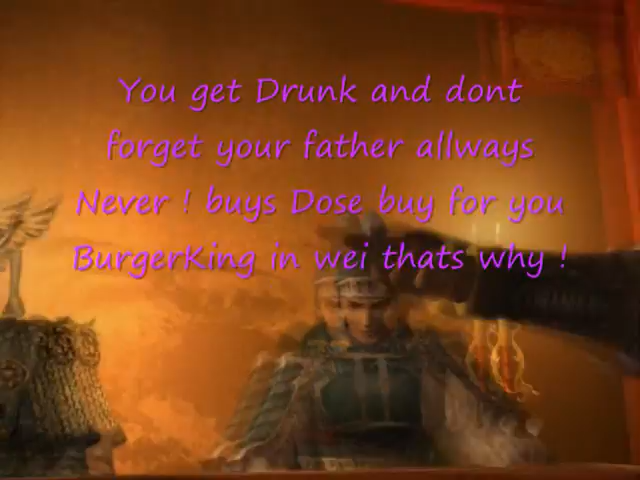 You get Drunk and dont
forget your father allways
Never ! buys Dose buy for you
BurgerKing in wei thats why !